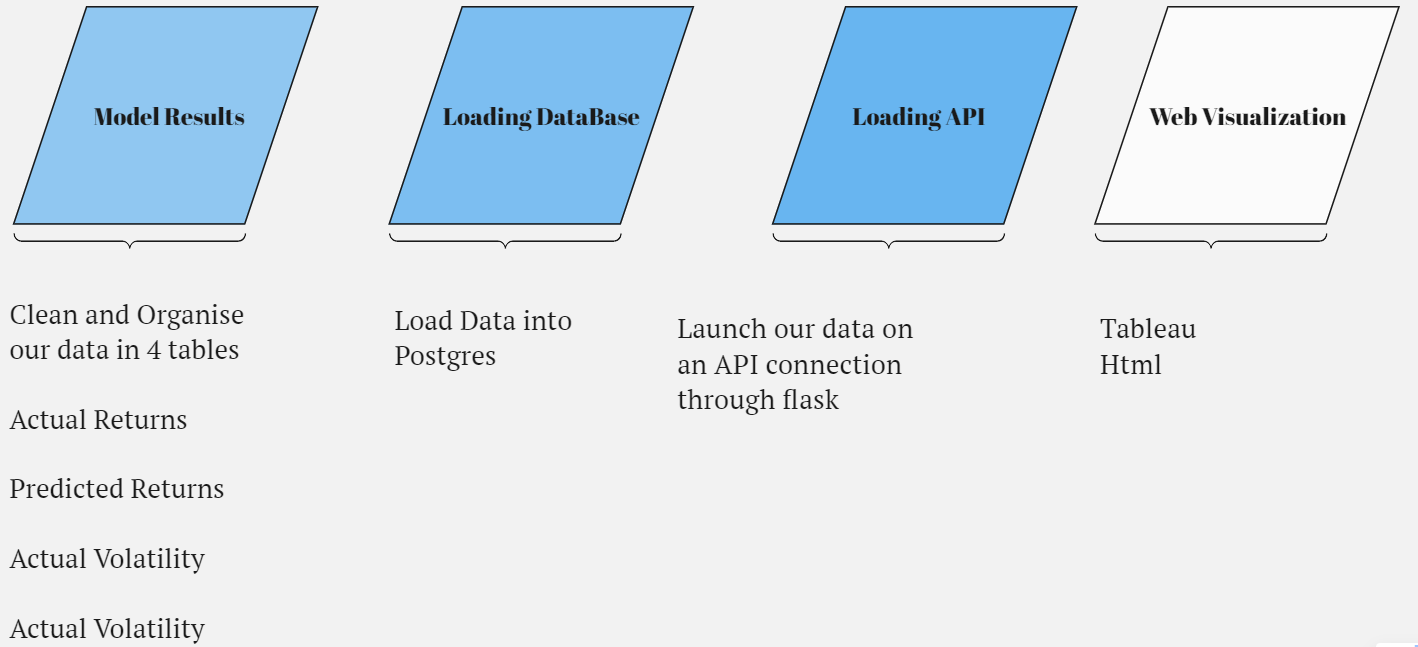 Model Results
Loading DataBase
Loading API
Web Visualization
Clean and Organise
our data in 4 tables
Actual Returns
Predicted Returns
Actual Volatility
Actual Volatility
Load Data into
Postgres
Launch our data on
an API connection
through flask
Tableau
Html